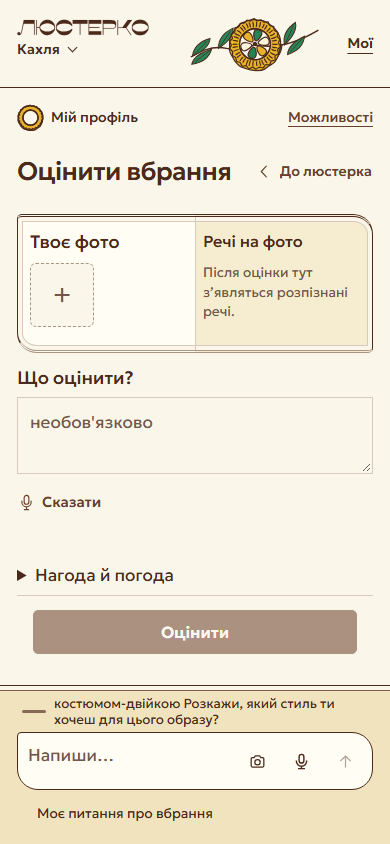 ЛЮСТЕРКО
Кахля
Мої
Мій профіль
Можливості
Оцінити вбрання
До люстерка
Твоє фото
Речі на фото
Після оцінки тут
з’являться розпізнані
речі.
Що оцінити?
необов'язково
Сказати
Нагода й погода
Оцінити
костюмом-двійкою Розкажи, який стиль ти
хочеш для цього образу?
Напиши...
Моє питання про вбрання